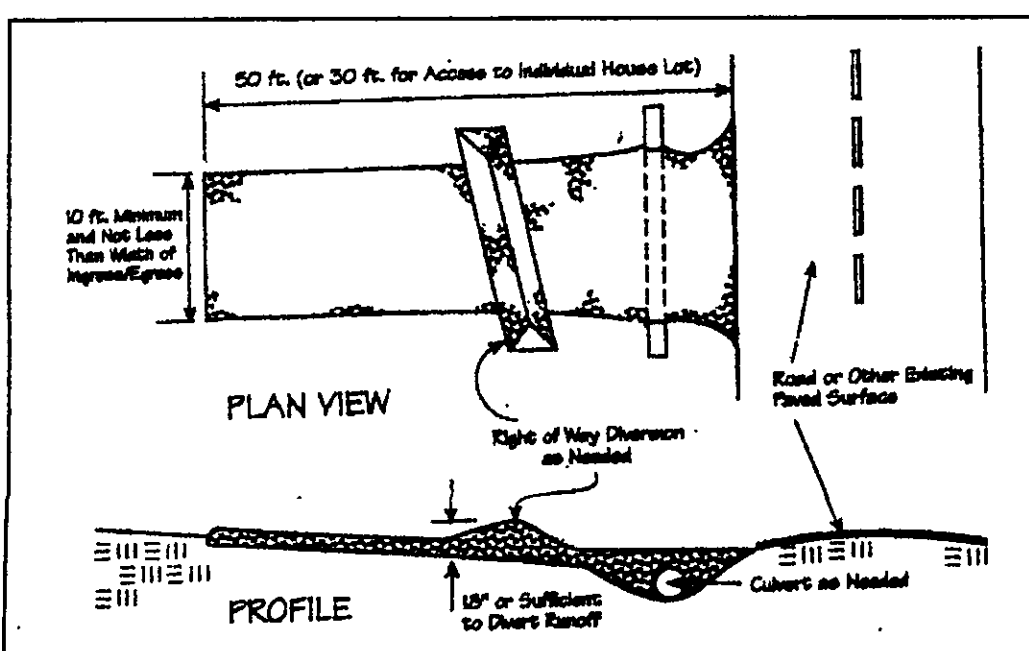 50 ft. (or 30 ft. for Access to Individual House Lot)
10 ft. Minimum
and Not Less
Than Width of
Ingress/Egress
PLAN VIEW
Right of Way Diversion
as Needed
Road or Other Existing
Paved Surface
18" or Sufficient
to Divert Runoff
Culvert as Needed
PROFILE